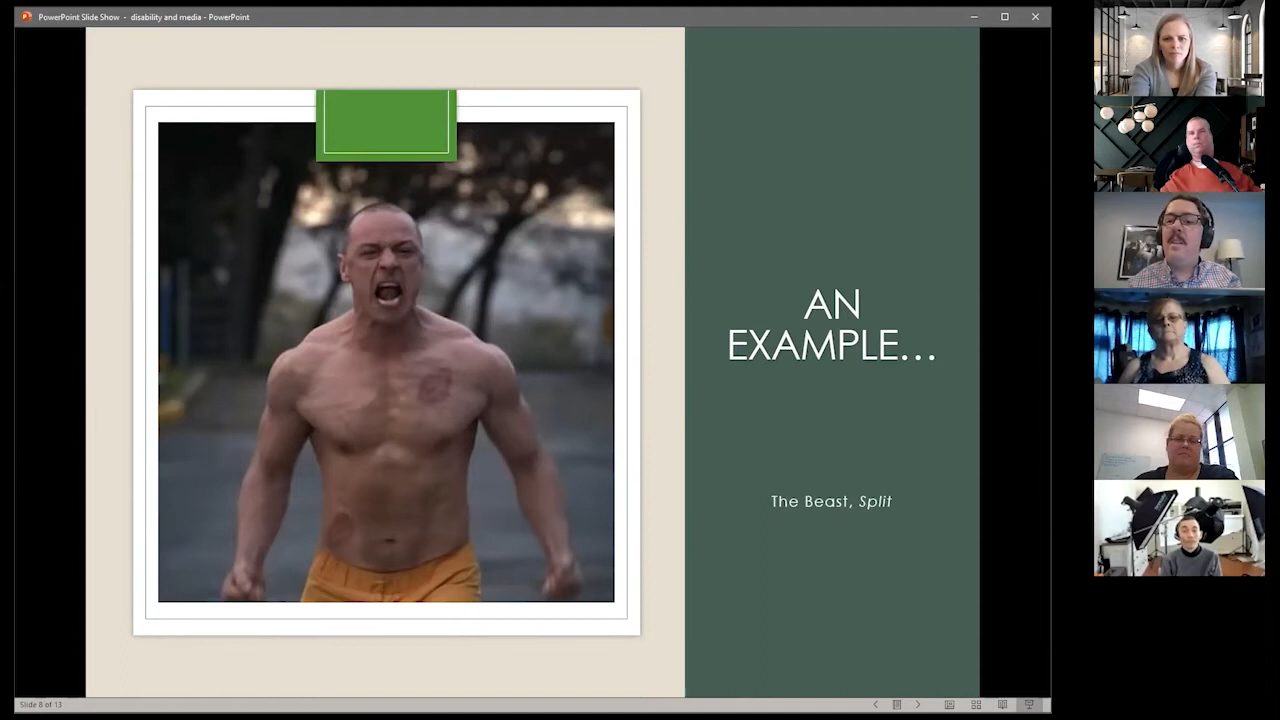 PowerPoint Slide Show - disability and media - PowerPoint
AN
EXAMPLE...
The Beast, Split
Slide 8 of 13